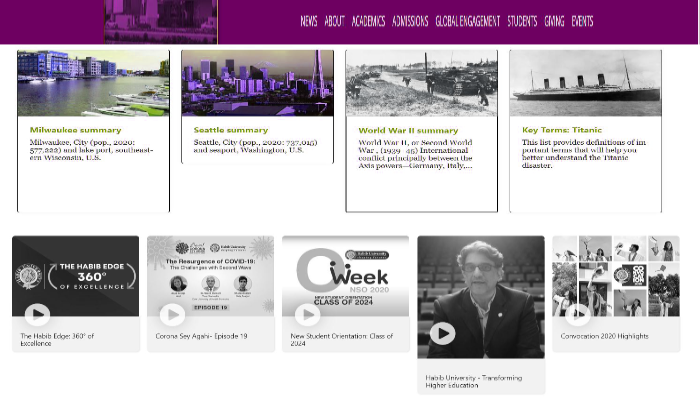 NEWS ABOUT ACADEMICS ADMISSIONS GLOBAL ENGAGEMENT STUDENTS GIVING EVENTS
Milwaukee summary
Milwaukee, City (pop., 2020:
577,222) and lake port, southeast-
ern Wisconsin, U.S.
Seattle summary
Seattle, City (pop., 2020: 737,015)
and seaport, Washington, U.S.
World War II summary
World War II, or Second World
War , (1939–45) International
conflict principally between the
Axis powers—Germany, Italy,...
Key Terms: Titanic
This list provides definitions of im
portant terms that will help you
better understand the Titanic
disaster.
THE HABIB EDGE
360°
OF EXCELLENCE
The Habib Edge: 360° of
Excellence
The Resurgence of COVID-19:
The Challenges with Second Wave
EPISODE 19
Corona Sey Agahi- Episode 19
O Week
NSO 2020
NEW STUDENT ORIENTATION
CLASS OF 2024
New Student Orientation: Class of
2024
Habib University - Transforming
Higher Education
Convocation 2020 Highlights